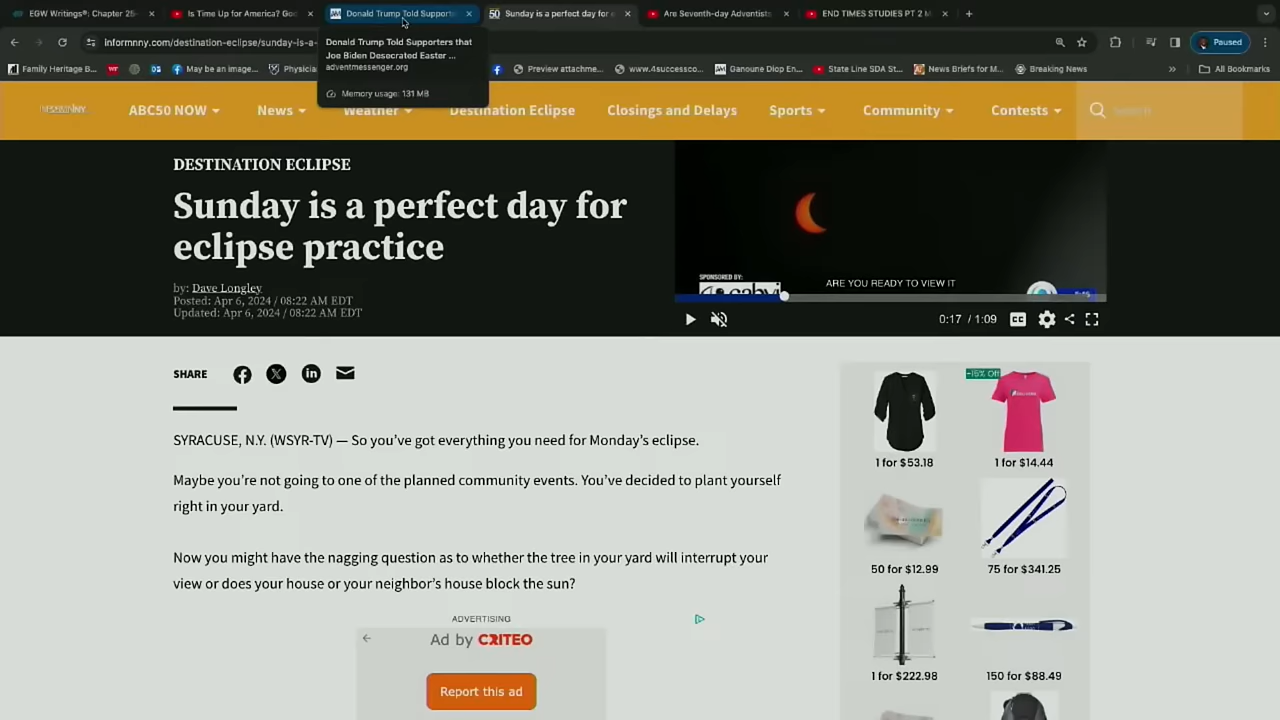 EGW Writings®: Chapter 25-
Is Time Up for America? God
Donald Trump Told Supporte
Sunday is a perfect day for e
Are Seventh-day Adventists
END TIMES STUDIES PT 2 M
informnny.com/destination-eclipse/sunday-is-a-
Paused
Donald Trump Told Supporters that
Joe Biden Desecrated Easter ...
adventmessenger.org
Memory usage: 131 MB
Family Heritage B...
May be an image...
Physicia
Preview attachme...
www.4successco...
Ganoune Diop En...
State Line SDA St...
News Briefs for M...
Breaking News
All Bookmarks
ABC50 NOW
News
Weather
Destination Eclipse
Closings and Delays
Sports
Community
Contests
Search
DESTINATION ECLIPSE
Sunday is a perfect day for
eclipse practice
by: Dave Longley
Posted: Apr 6, 2024 / 08:22 AM EDT
Updated: Apr 6, 2024 / 08:22 AM EDT
SPONSORED BY:
ARE YOU READY TO VIEW IT
0:17 / 1:09
CC
SHARE
SYRACUSE, N.Y. (WSYR-TV) — So you've got everything you need for Monday's eclipse.
Maybe you're not going to one of the planned community events. You've decided to plant yourself
right in your yard.
Now you might have the nagging question as to whether the tree in your yard will interrupt your
view or does your house or your neighbor's house block the sun?
ADVERTISING
Ad by CRITEO
Report this ad
-15% Off
1 for $53.18
1 for $14.44
50 for $12.99
75 for $341.25
1 for $222.98
150 for $88.49